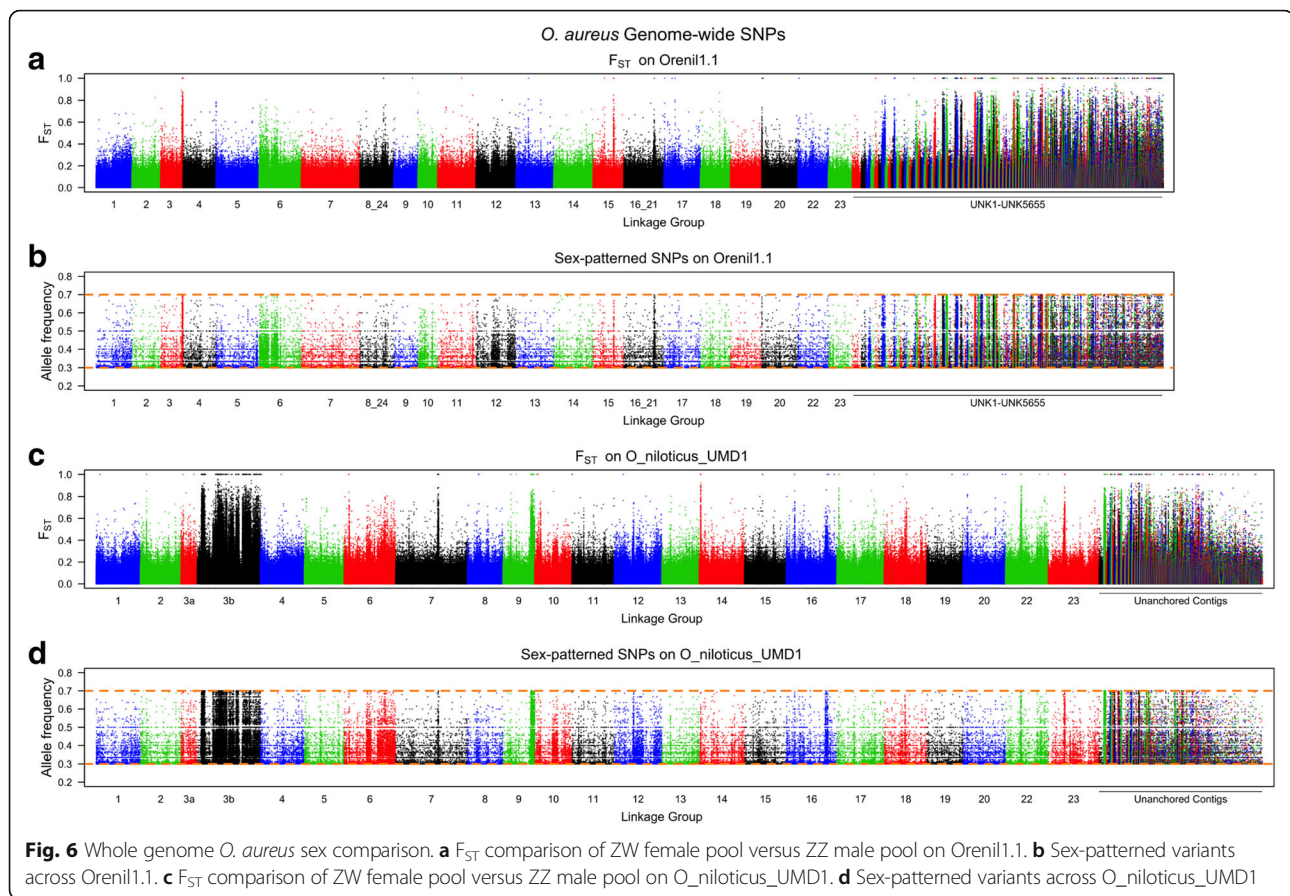 O. aureus Genome-wide SNPs
a
FST on Orenil1.1
FST
1.0
0.8
0.6
0.4
0.2
0.0
1 2 3 4 5 6 7 8_24 9 10 11 12 13 14 15 16_21 17 18 19 20 22 23 UNK1-UNK5655
Linkage Group
b
Sex-patterned SNPs on Orenil1.1
Allele frequency
0.8
0.7
0.6
0.5
0.4
0.3
0.2
1 2 3 4 5 6 7 8_24 9 10 11 12 13 14 15 16_21 17 18 19 20 22 23 UNK1-UNK5655
Linkage Group
c
FST on O_niloticus_UMD1
FST
1.0
0.8
0.6
0.4
0.2
0.0
1 2 3a 3b 4 5 6 7 8 9 10 11 12 13 14 15 16 17 18 19 20 22 23 Unanchored Contigs
Linkage Group
d
Sex-patterned SNPs on O_niloticus_UMD1
Allele frequency
0.8
0.7
0.6
0.5
0.4
0.3
0.2
1 2 3a 3b 4 5 6 7 8 9 10 11 12 13 14 15 16 17 18 19 20 22 23 Unanchored Contigs
Linkage Group
Fig. 6 Whole genome O. aureus sex comparison. a FST comparison of ZW female pool versus ZZ male pool on Orenil1.1. b Sex-patterned variants
across Orenil1.1. c FST comparison of ZW female pool versus ZZ male pool on O_niloticus_UMD1. d Sex-patterned variants across O_niloticus_UMD1